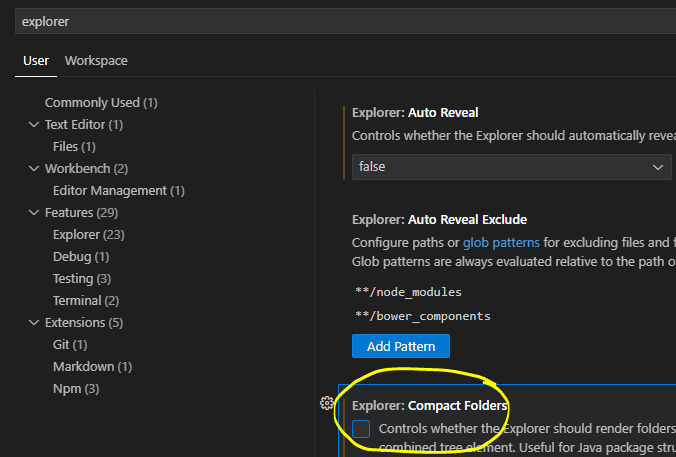 explorer
User Workspace
Commonly Used (1)
Text Editor (1)
Files (1)
Workbench (2)
Editor Management (1)
Features (29)
Explorer (23)
Debug (1)
Testing (3)
Terminal (2)
Extensions (5)
Git (1)
Markdown (1)
Npm (3)
Explorer: Auto Reveal
Controls whether the Explorer should automatically revea
false
Explorer: Auto Reveal Exclude
Configure paths or glob patterns for excluding files and f
Glob patterns are always evaluated relative to the path o
**/node_modules
**/bower_components
Add Pattern
Explorer: Compact Folders
Controls whether the Explorer should render folders
combined tree element. Useful for Java package stru